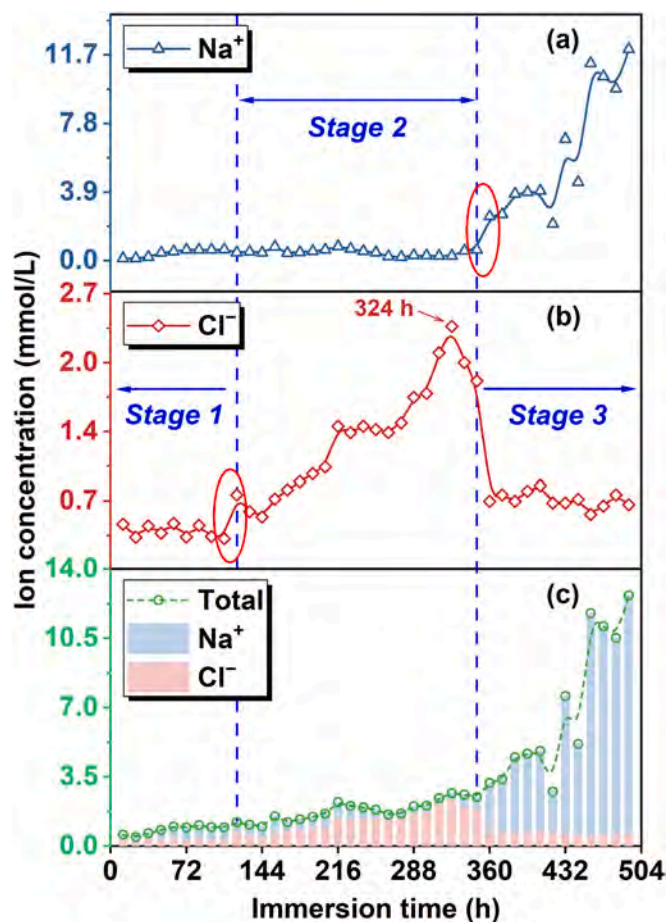 Ion concentration (mmol/L)
11.7
7.8
3.9
0.0
Na⁺
(a)
Stage 2
2.7
2.0
1.4
0.7
Cl⁻
324 h
(b)
Stage 1
Stage 3
14.0
10.5
7.0
3.5
0.0
Total
Na⁺
Cl⁻
(c)
0 72 144 216 288 360 432 504
Immersion time (h)